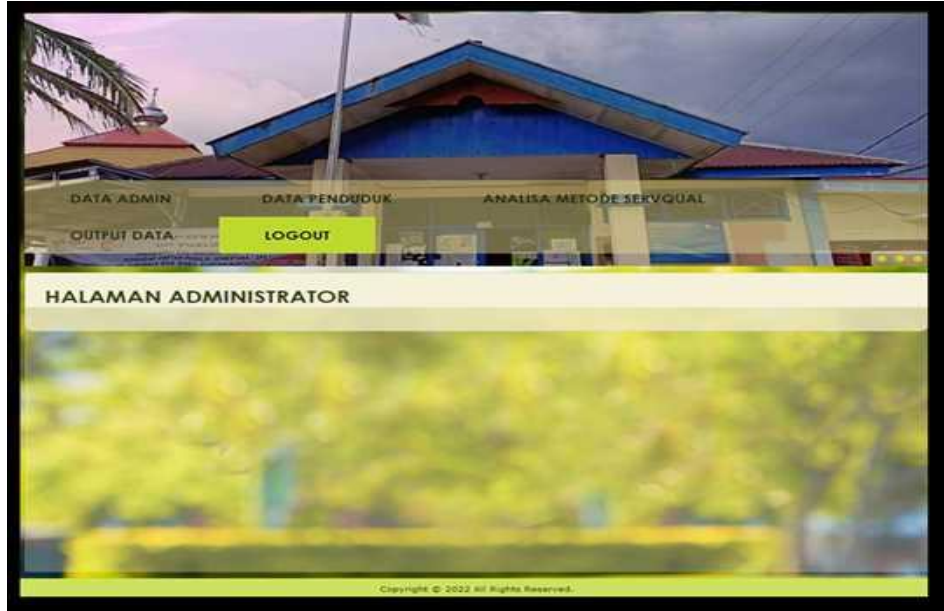 DATA ADMIN DATA PENDUDUK ANALISA METODE SERVQUAL
OUTPUT DATA LOGOUT
HALAMAN ADMINISTRATOR
Copyright © 2022 All Rights Reserved.